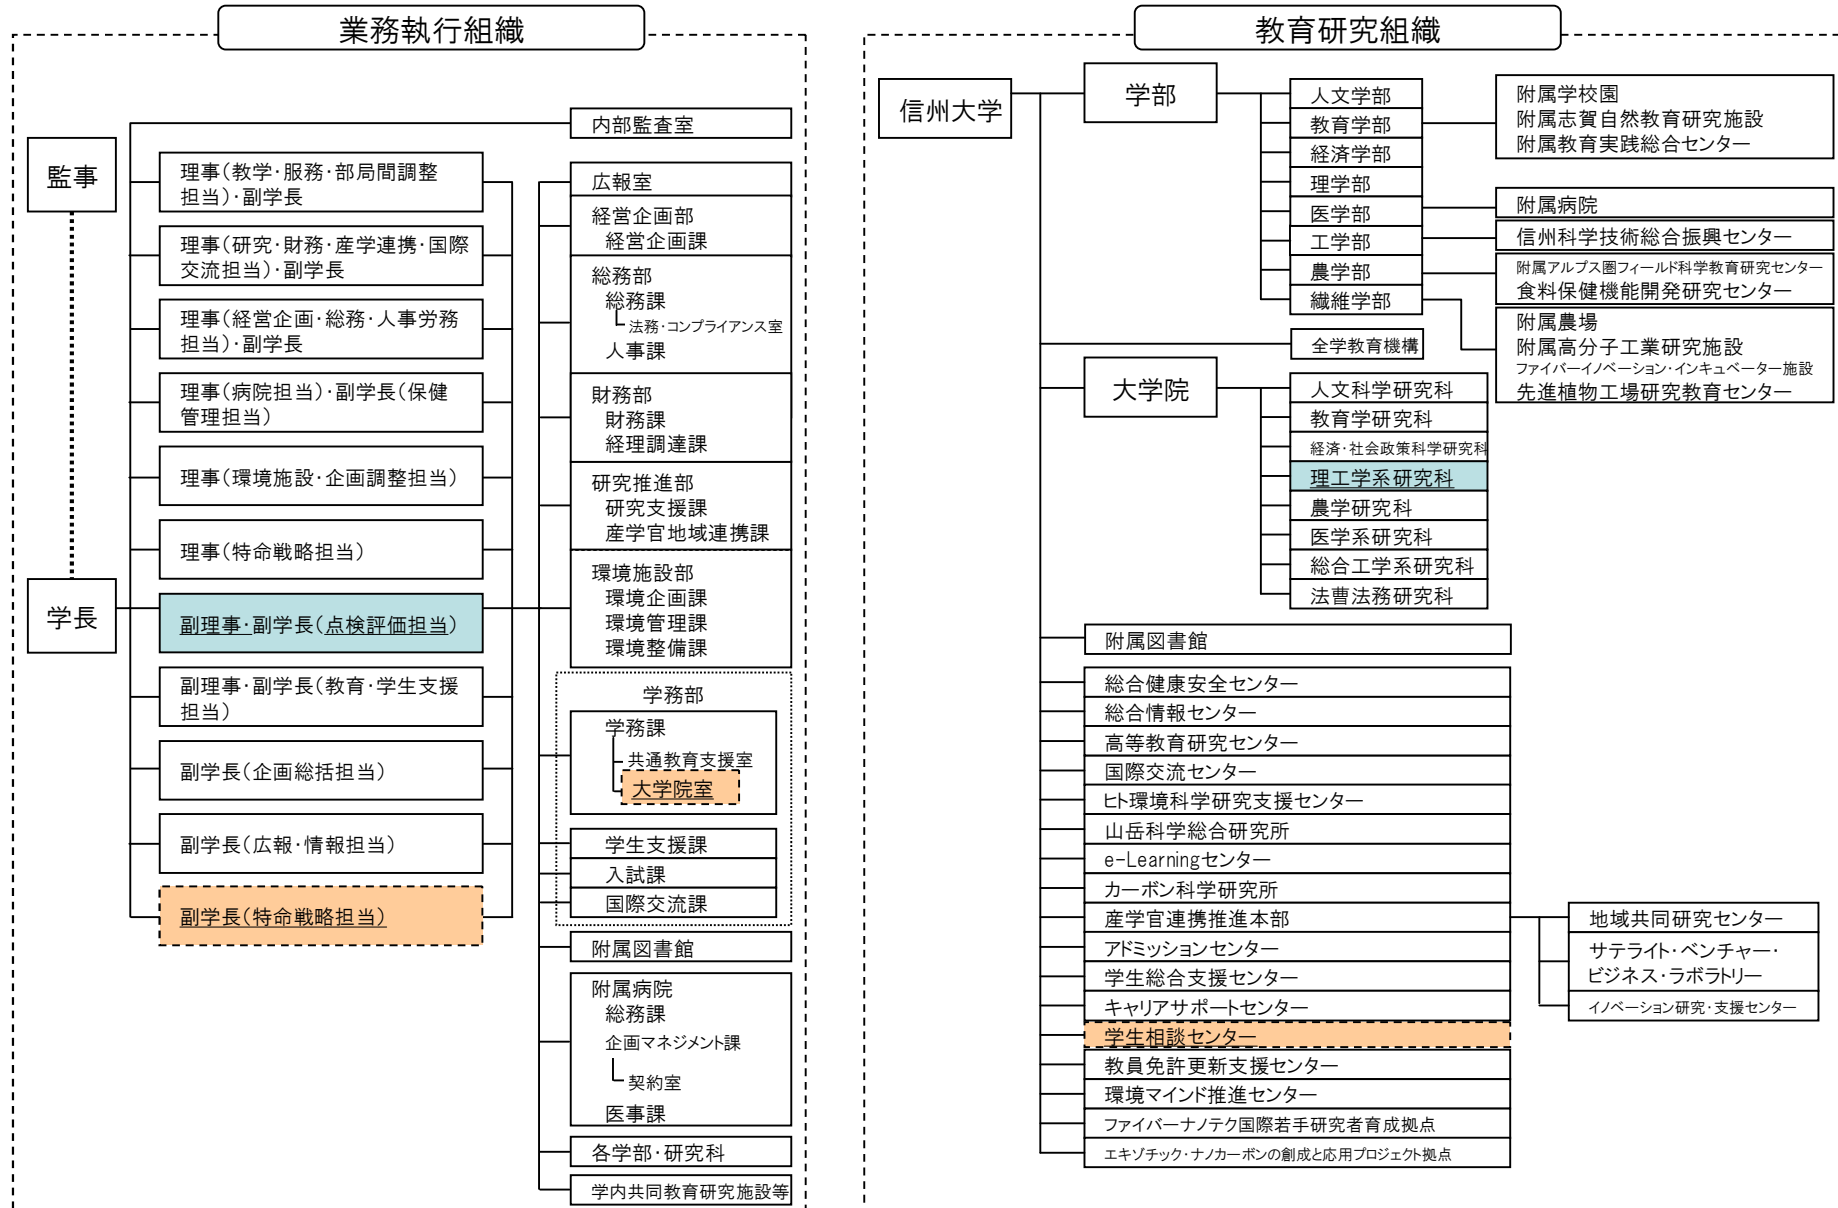 業務執行組織
監事
学長
内部監査室
理事(教学・服務・部局間調整
担当)・副学長
理事(研究・財務・産学連携・国際
交流担当)・副学長
理事(経営企画・総務・人事労務
担当)・副学長
理事(病院担当)・副学長(保健
管理担当)
理事(環境施設・企画調整担当)
理事(特命戦略担当)
副理事・副学長(点検評価担当)
副理事・副学長(教育・学生支援
担当)
副学長(企画総括担当)
副学長(広報・情報担当)
副学長(特命戦略担当)
広報室
経営企画部
経営企画課
総務部
総務課
法務・コンプライアンス室
人事課
財務部
財務課
経理調達課
研究推進部
研究支援課
産学官地域連携課
環境施設部
環境企画課
環境管理課
環境整備課
学務部
学務課
共通教育支援室
大学院室
学生支援課
入試課
国際交流課
附属図書館
附属病院
総務課
企画マネジメント課
契約室
医事課
各学部・研究科
学内共同教育研究施設等
教育研究組織
信州大学
学部
人文学部
教育学部
経済学部
理学部
医学部
工学部
農学部
繊維学部
附属学校園
附属志賀自然教育研究施設
附属教育実践総合センター
附属病院
信州科学技術総合振興センター
附属アルプス圏フィールド科学教育研究センター
食料保健機能開発研究センター
附属農場
附属高分子工業研究施設
ファイバーイノベーション・インキュベーター施設
先進植物工場研究教育センター
全学教育機構
大学院
人文科学研究科
教育学研究科
経済・社会政策科学研究科
理工学系研究科
農学研究科
医学系研究科
総合工学系研究科
法曹法務研究科
附属図書館
総合健康安全センター
総合情報センター
高等教育研究センター
国際交流センター
ヒト環境科学研究支援センター
山岳科学総合研究所
e-Learningセンター
カーボン科学研究所
産学官連携推進本部
アドミッションセンター
学生総合支援センター
キャリアサポートセンター
学生相談センター
教員免許更新支援センター
環境マインド推進センター
ファイバーナノテク国際若手研究者育成拠点
エキゾチック・ナノカーボンの創成と応用プロジェクト拠点
地域共同研究センター
サテライト・ベンチャー・
ビジネス・ラボラトリー
イノベーション研究・支援センター